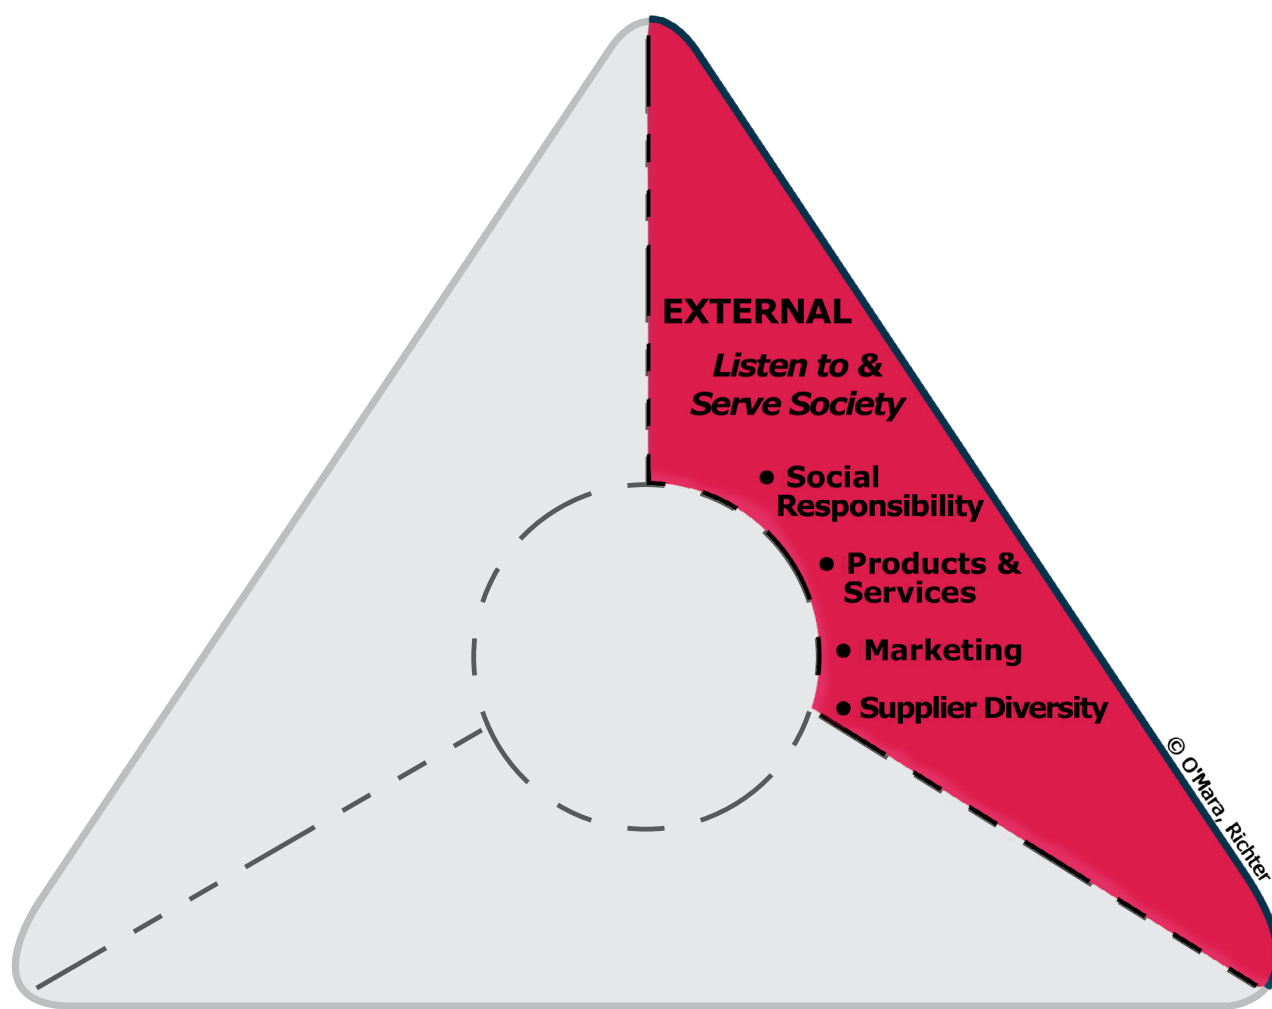 EXTERNAL
Listen to &
Serve Society
• Social
Responsibility
• Products &
Services
• Marketing
• Supplier Diversity
© O'Mara, Richter